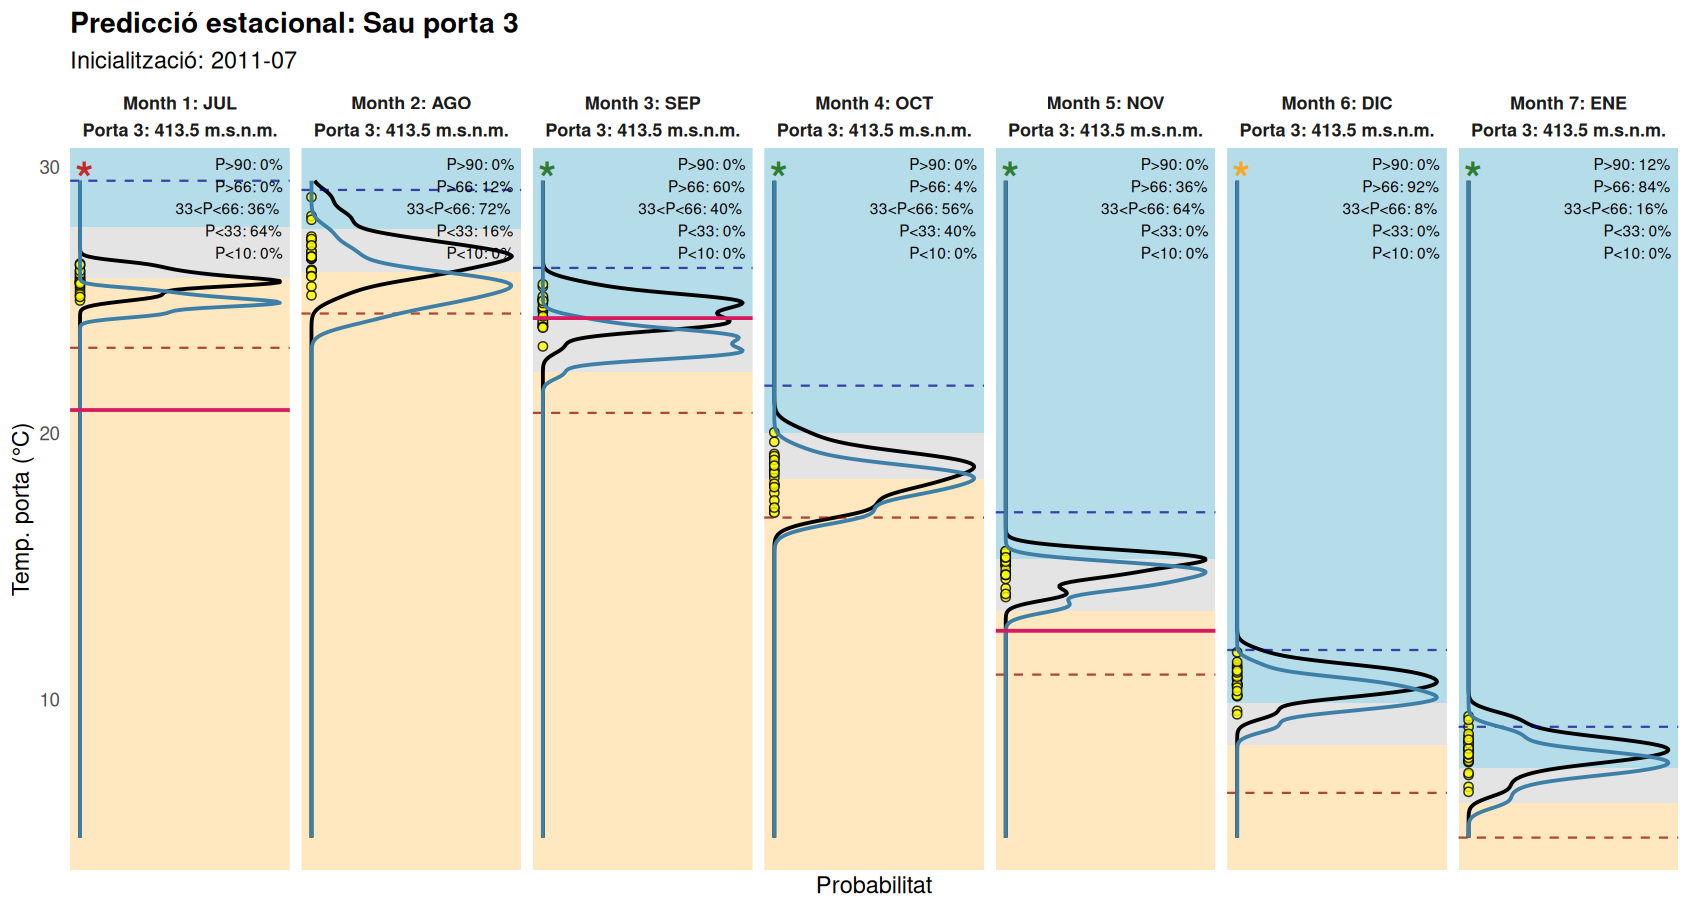 Predicció estacional: Sau porta 3
Inicialització: 2011-07
Month 1: JUL
Porta 3: 413.5 m.s.n.m.
Month 2: AGO
Porta 3: 413.5 m.s.n.m.
Month 3: SEP
Porta 3: 413.5 m.s.n.m.
Month 4: OCT
Porta 3: 413.5 m.s.n.m.
Month 5: NOV
Porta 3: 413.5 m.s.n.m.
Month 6: DIC
Porta 3: 413.5 m.s.n.m.
Month 7: ENE
Porta 3: 413.5 m.s.n.m.
*
P>90: 0%
P>66: 0%
33<P<66: 36%
P<33: 64%
P<10: 0%
P>90: 0%
P>66: 12%
33<P<66: 72%
P<33: 16%
P<10: 0%
*
P>90: 0%
P>66: 60%
33<P<66: 40%
P<33: 0%
P<10: 0%
*
P>90: 0%
P>66: 4%
33<P<66: 56%
P<33: 40%
P<10: 0%
*
P>90: 0%
P>66: 36%
33<P<66: 64%
P<33: 0%
P<10: 0%
*
P>90: 0%
P>66: 92%
33<P<66: 8%
P<33: 0%
P<10: 0%
*
P>90: 12%
P>66: 84%
33<P<66: 16%
P<33: 0%
P<10: 0%
30
20
10
Temp. porta (°C)
Probabilitat